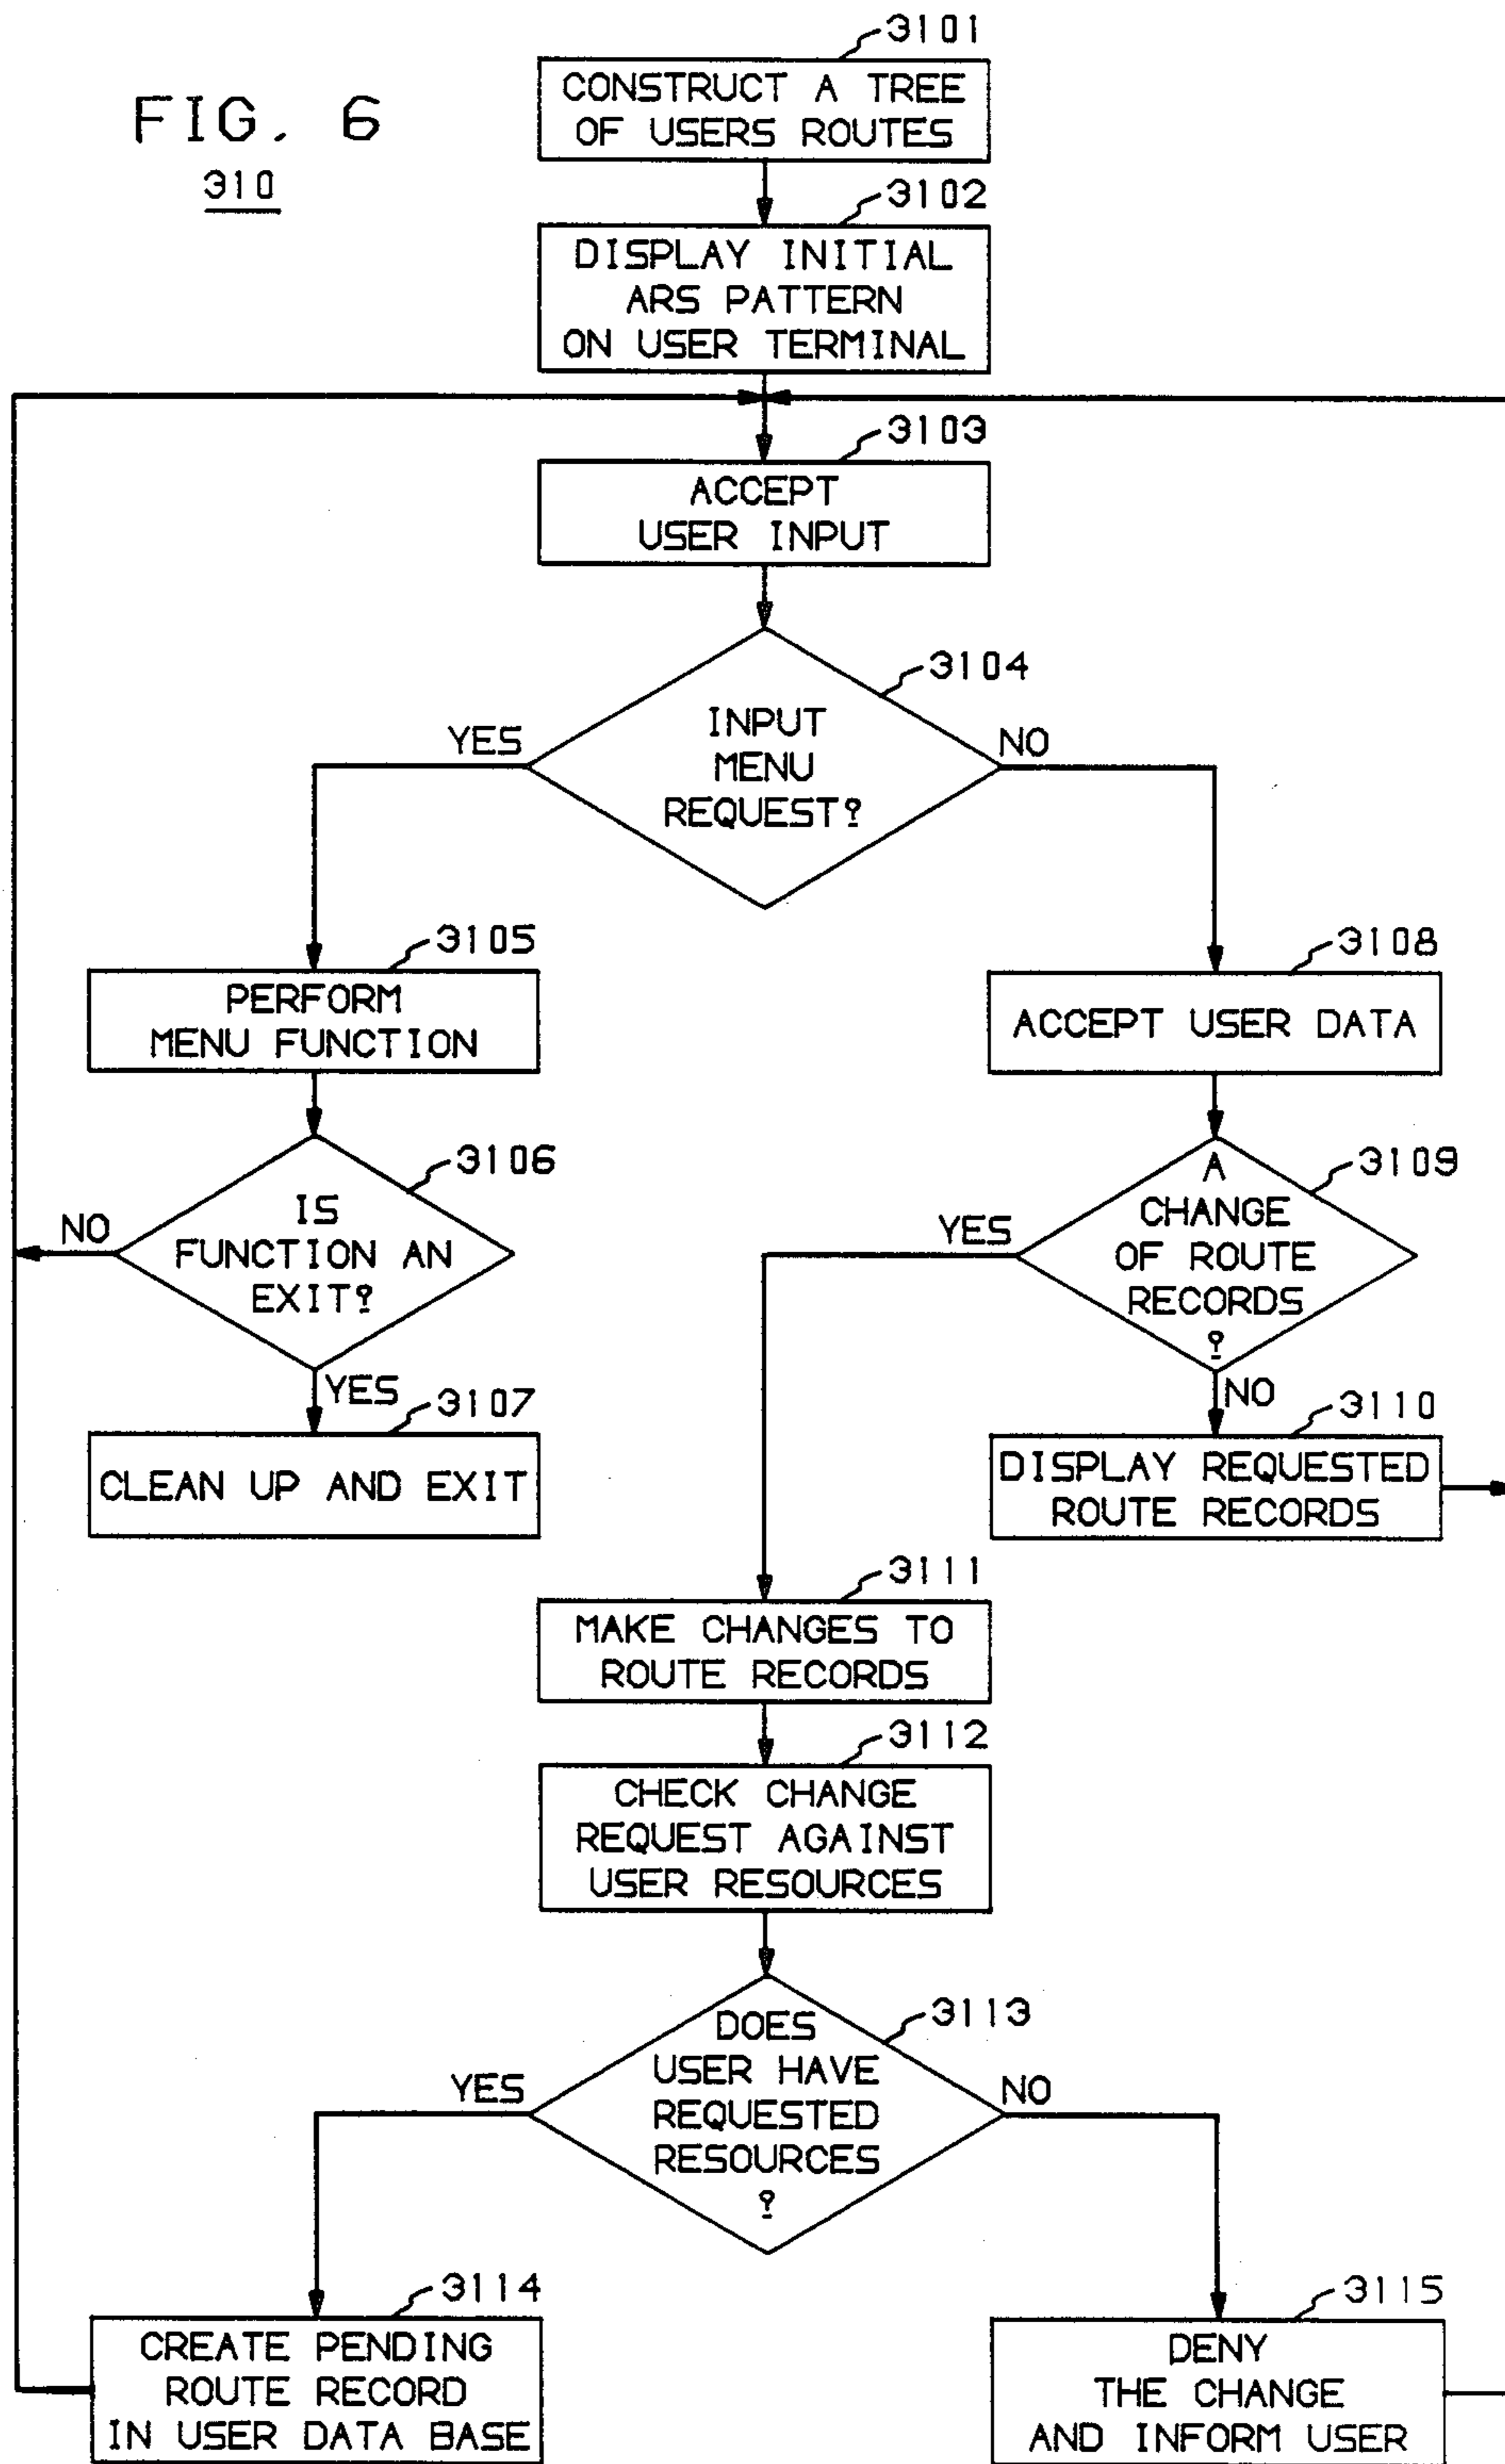 FIG. 6
310
3101
CONSTRUCT A TREE
OF USERS ROUTES
3102
DISPLAY INITIAL
ARS PATTERN
ON USER TERMINAL
3103
ACCEPT
USER INPUT
3104
INPUT
MENU
REQUEST?
YES
NO
3105
PERFORM
MENU FUNCTION
3108
ACCEPT USER DATA
3106
IS
FUNCTION AN
EXIT?
NO
YES
3109
A
CHANGE
OF ROUTE
RECORDS
?
YES
NO
3107
CLEAN UP AND EXIT
3110
DISPLAY REQUESTED
ROUTE RECORDS
3111
MAKE CHANGES TO
ROUTE RECORDS
3112
CHECK CHANGE
REQUEST AGAINST
USER RESOURCES
3113
DOES
USER HAVE
REQUESTED
RESOURCES
?
YES
NO
3114
CREATE PENDING
ROUTE RECORD
IN USER DATA BASE
3115
DENY
THE CHANGE
AND INFORM USER